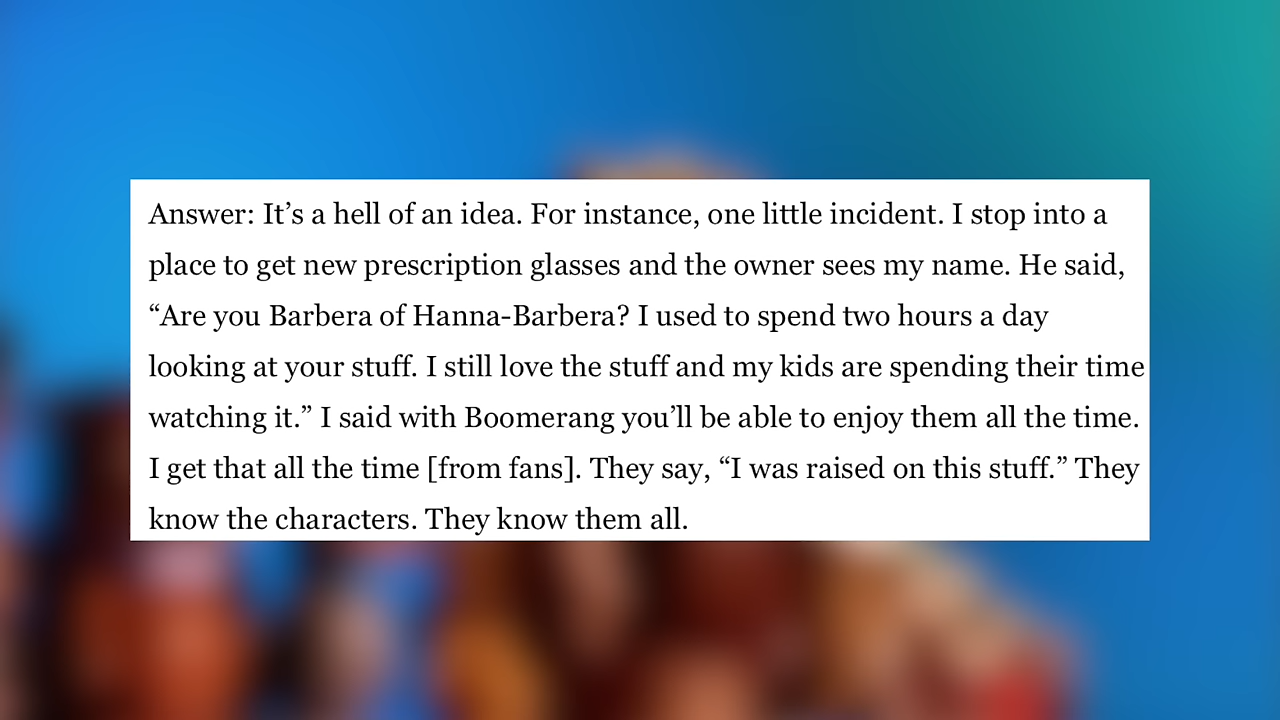 Answer: It’s a hell of an idea. For instance, one little incident. I stop into a
place to get new prescription glasses and the owner sees my name. He said,
“Are you Barbera of Hanna-Barbera? I used to spend two hours a day
looking at your stuff. I still love the stuff and my kids are spending their time
watching it.” I said with Boomerang you’ll be able to enjoy them all the time.
I get that all the time [from fans]. They say, “I was raised on this stuff.” They
know the characters. They know them all.